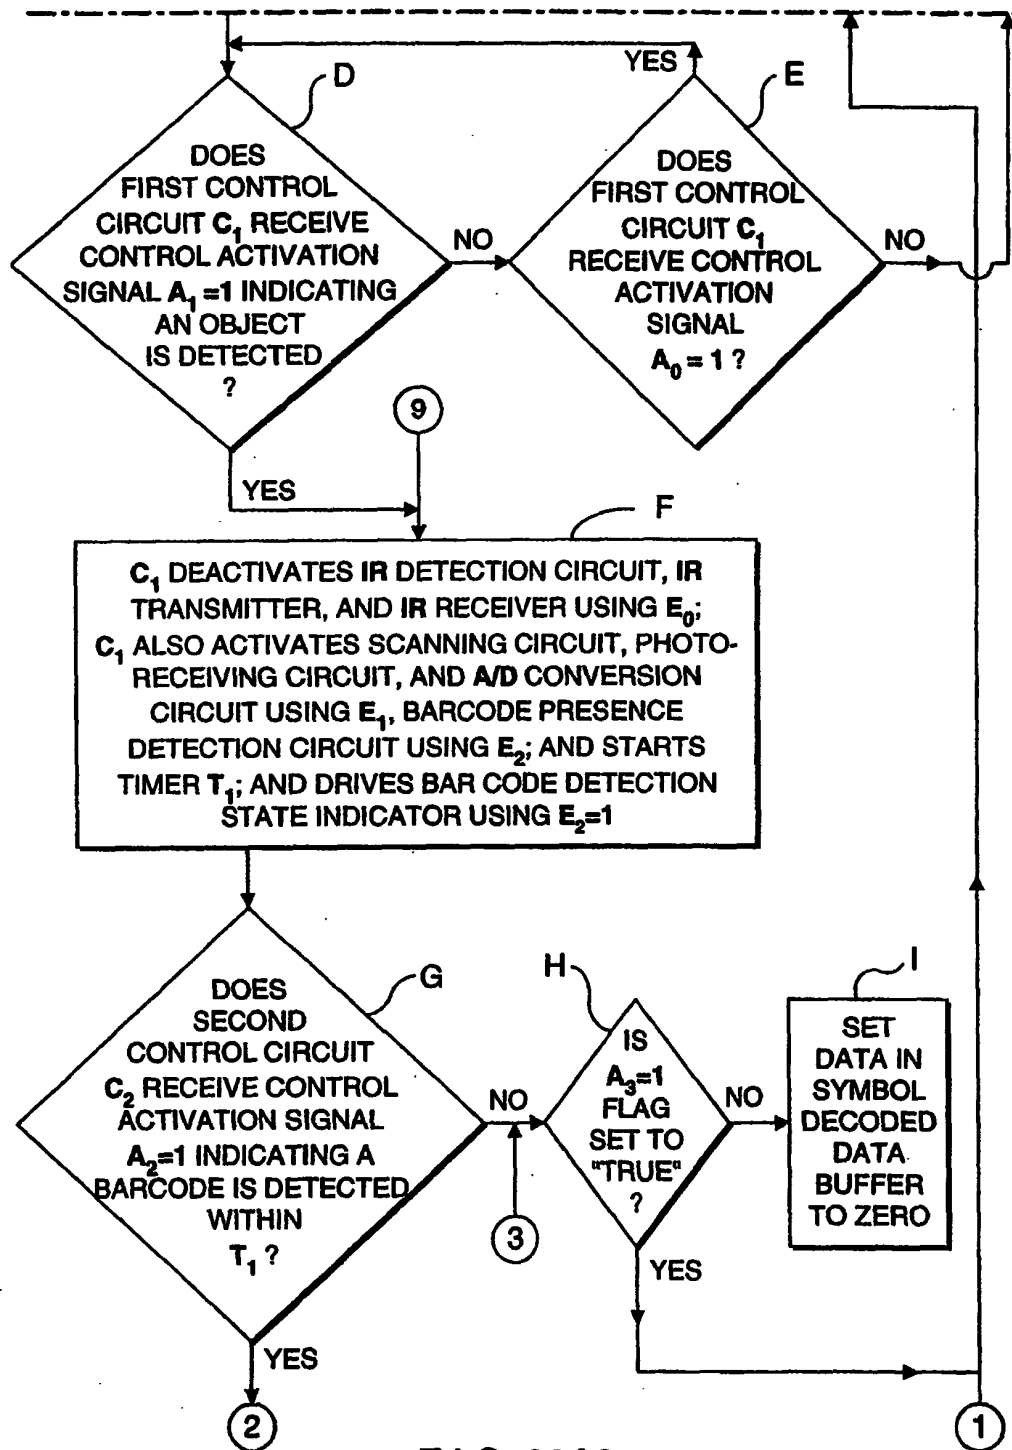 YES
D
E
DOES
FIRST CONTROL
CIRCUIT C1 RECEIVE
CONTROL ACTIVATION
SIGNAL A1 =1 INDICATING
AN OBJECT
IS DETECTED
?
NO
DOES
FIRST CONTROL
CIRCUIT C1
RECEIVE CONTROL
ACTIVATION
SIGNAL
A0 = 1 ?
NO
9
YES
F
C1 DEACTIVATES IR DETECTION CIRCUIT, IR
TRANSMITTER, AND IR RECEIVER USING E0;
C1 ALSO ACTIVATES SCANNING CIRCUIT, PHOTO-
RECEIVING CIRCUIT, AND A/D CONVERSION
CIRCUIT USING E1, BARCODE PRESENCE
DETECTION CIRCUIT USING E2; AND STARTS
TIMER T1; AND DRIVES BAR CODE DETECTION
STATE INDICATOR USING E2=1
G
H
I
DOES
SECOND
CONTROL CIRCUIT
C2 RECEIVE CONTROL
ACTIVATION SIGNAL
A2=1 INDICATING A
BARCODE IS DETECTED
WITHIN
T1 ?
NO
3
IS
A3=1
FLAG
SET TO
"TRUE"
?
NO
SET
DATA IN
SYMBOL
DECODED
DATA
BUFFER
TO ZERO
YES
YES
2
1